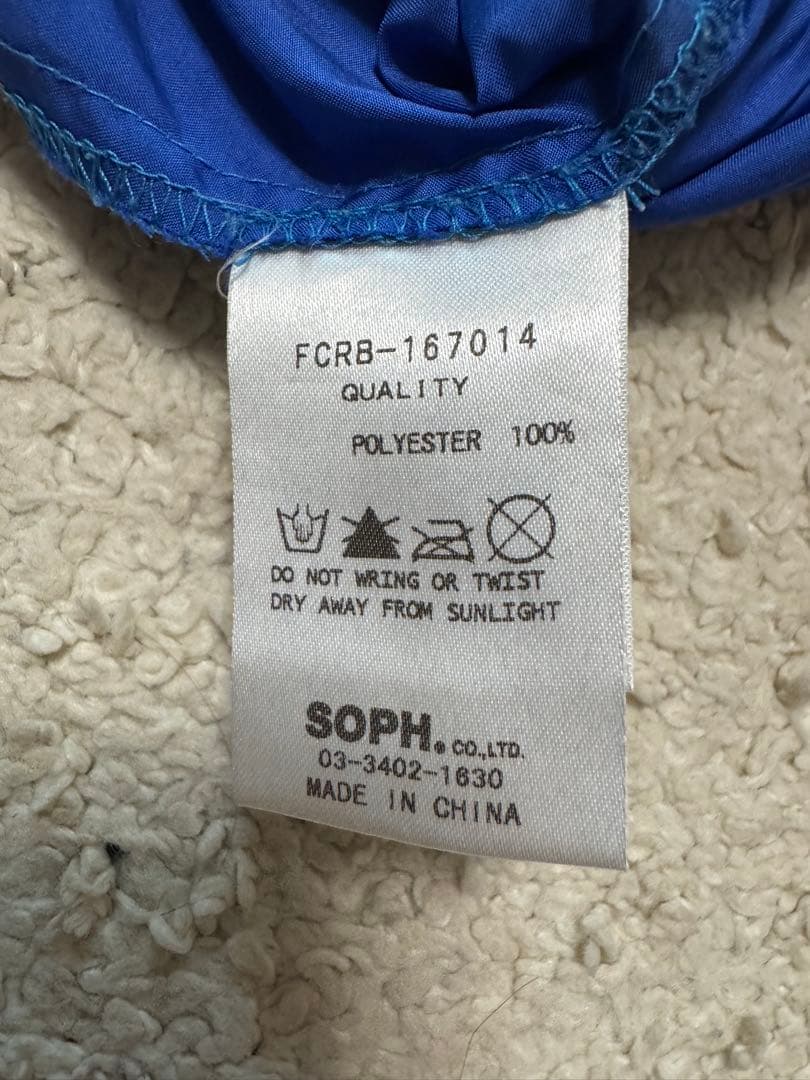 FCRB-167014
QUALITY
POLYESTER 100%
DO NOT WRING OR TWIST
DRY AWAY FROM SUNLIGHT
SOPH. CO.,LTD.
03-3402-1630
MADE IN CHINA